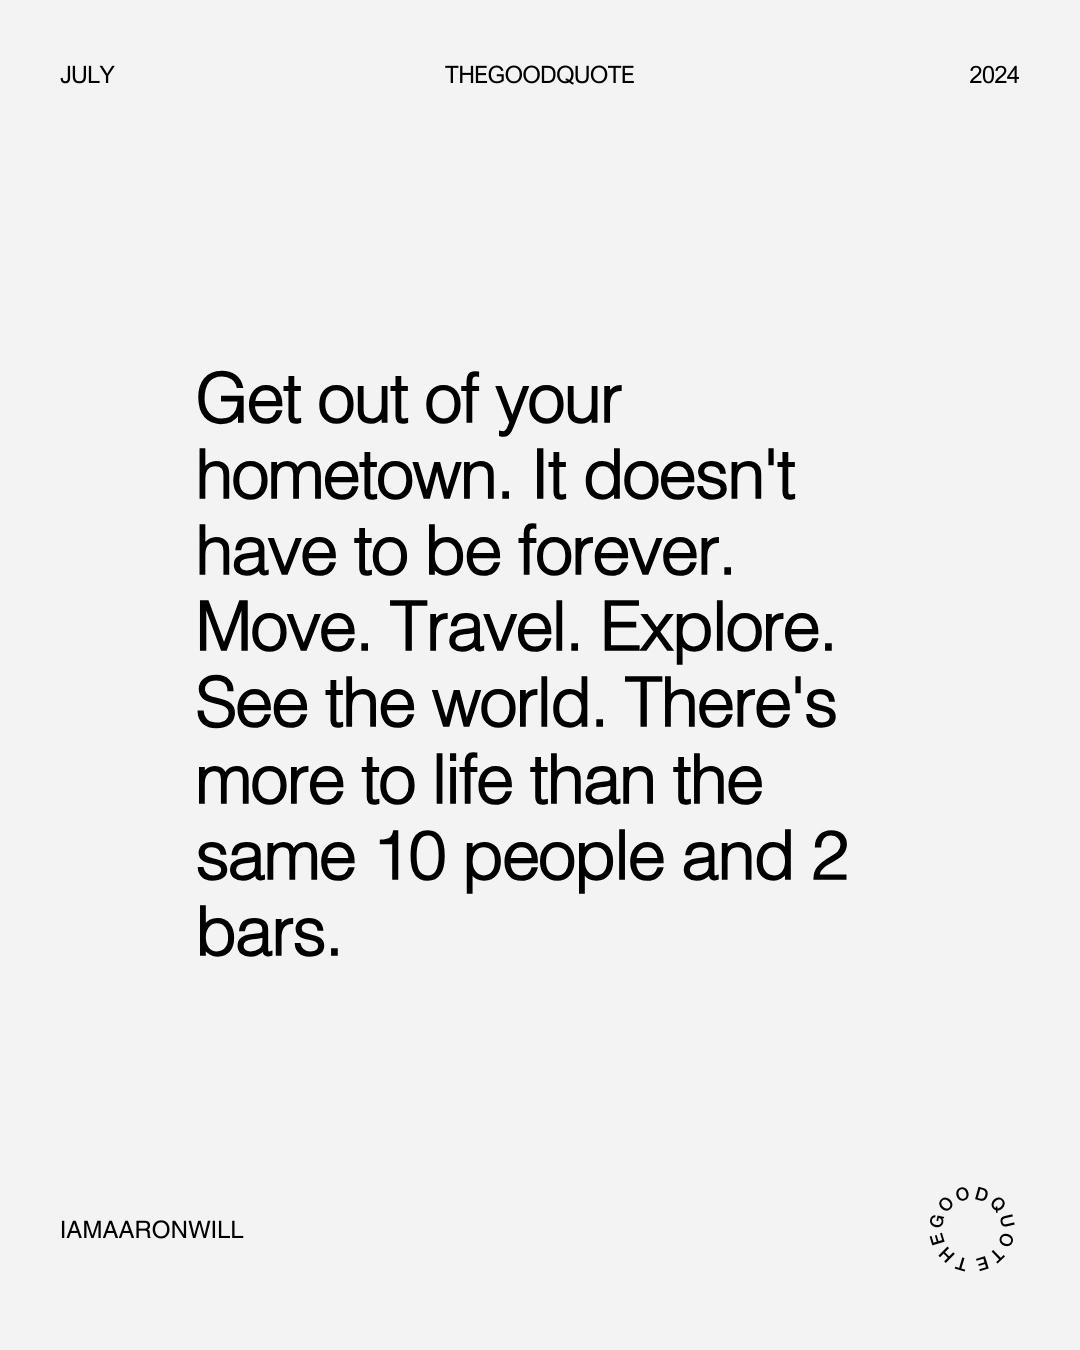 JULY
THEGOODQUOTE
2024
Get out of your
hometown. It doesn't
have to be forever.
Move. Travel. Explore.
See the world. There's
more to life than the
same 10 people and 2
bars.
IAMAARONWILL
THEGOODQUOTE